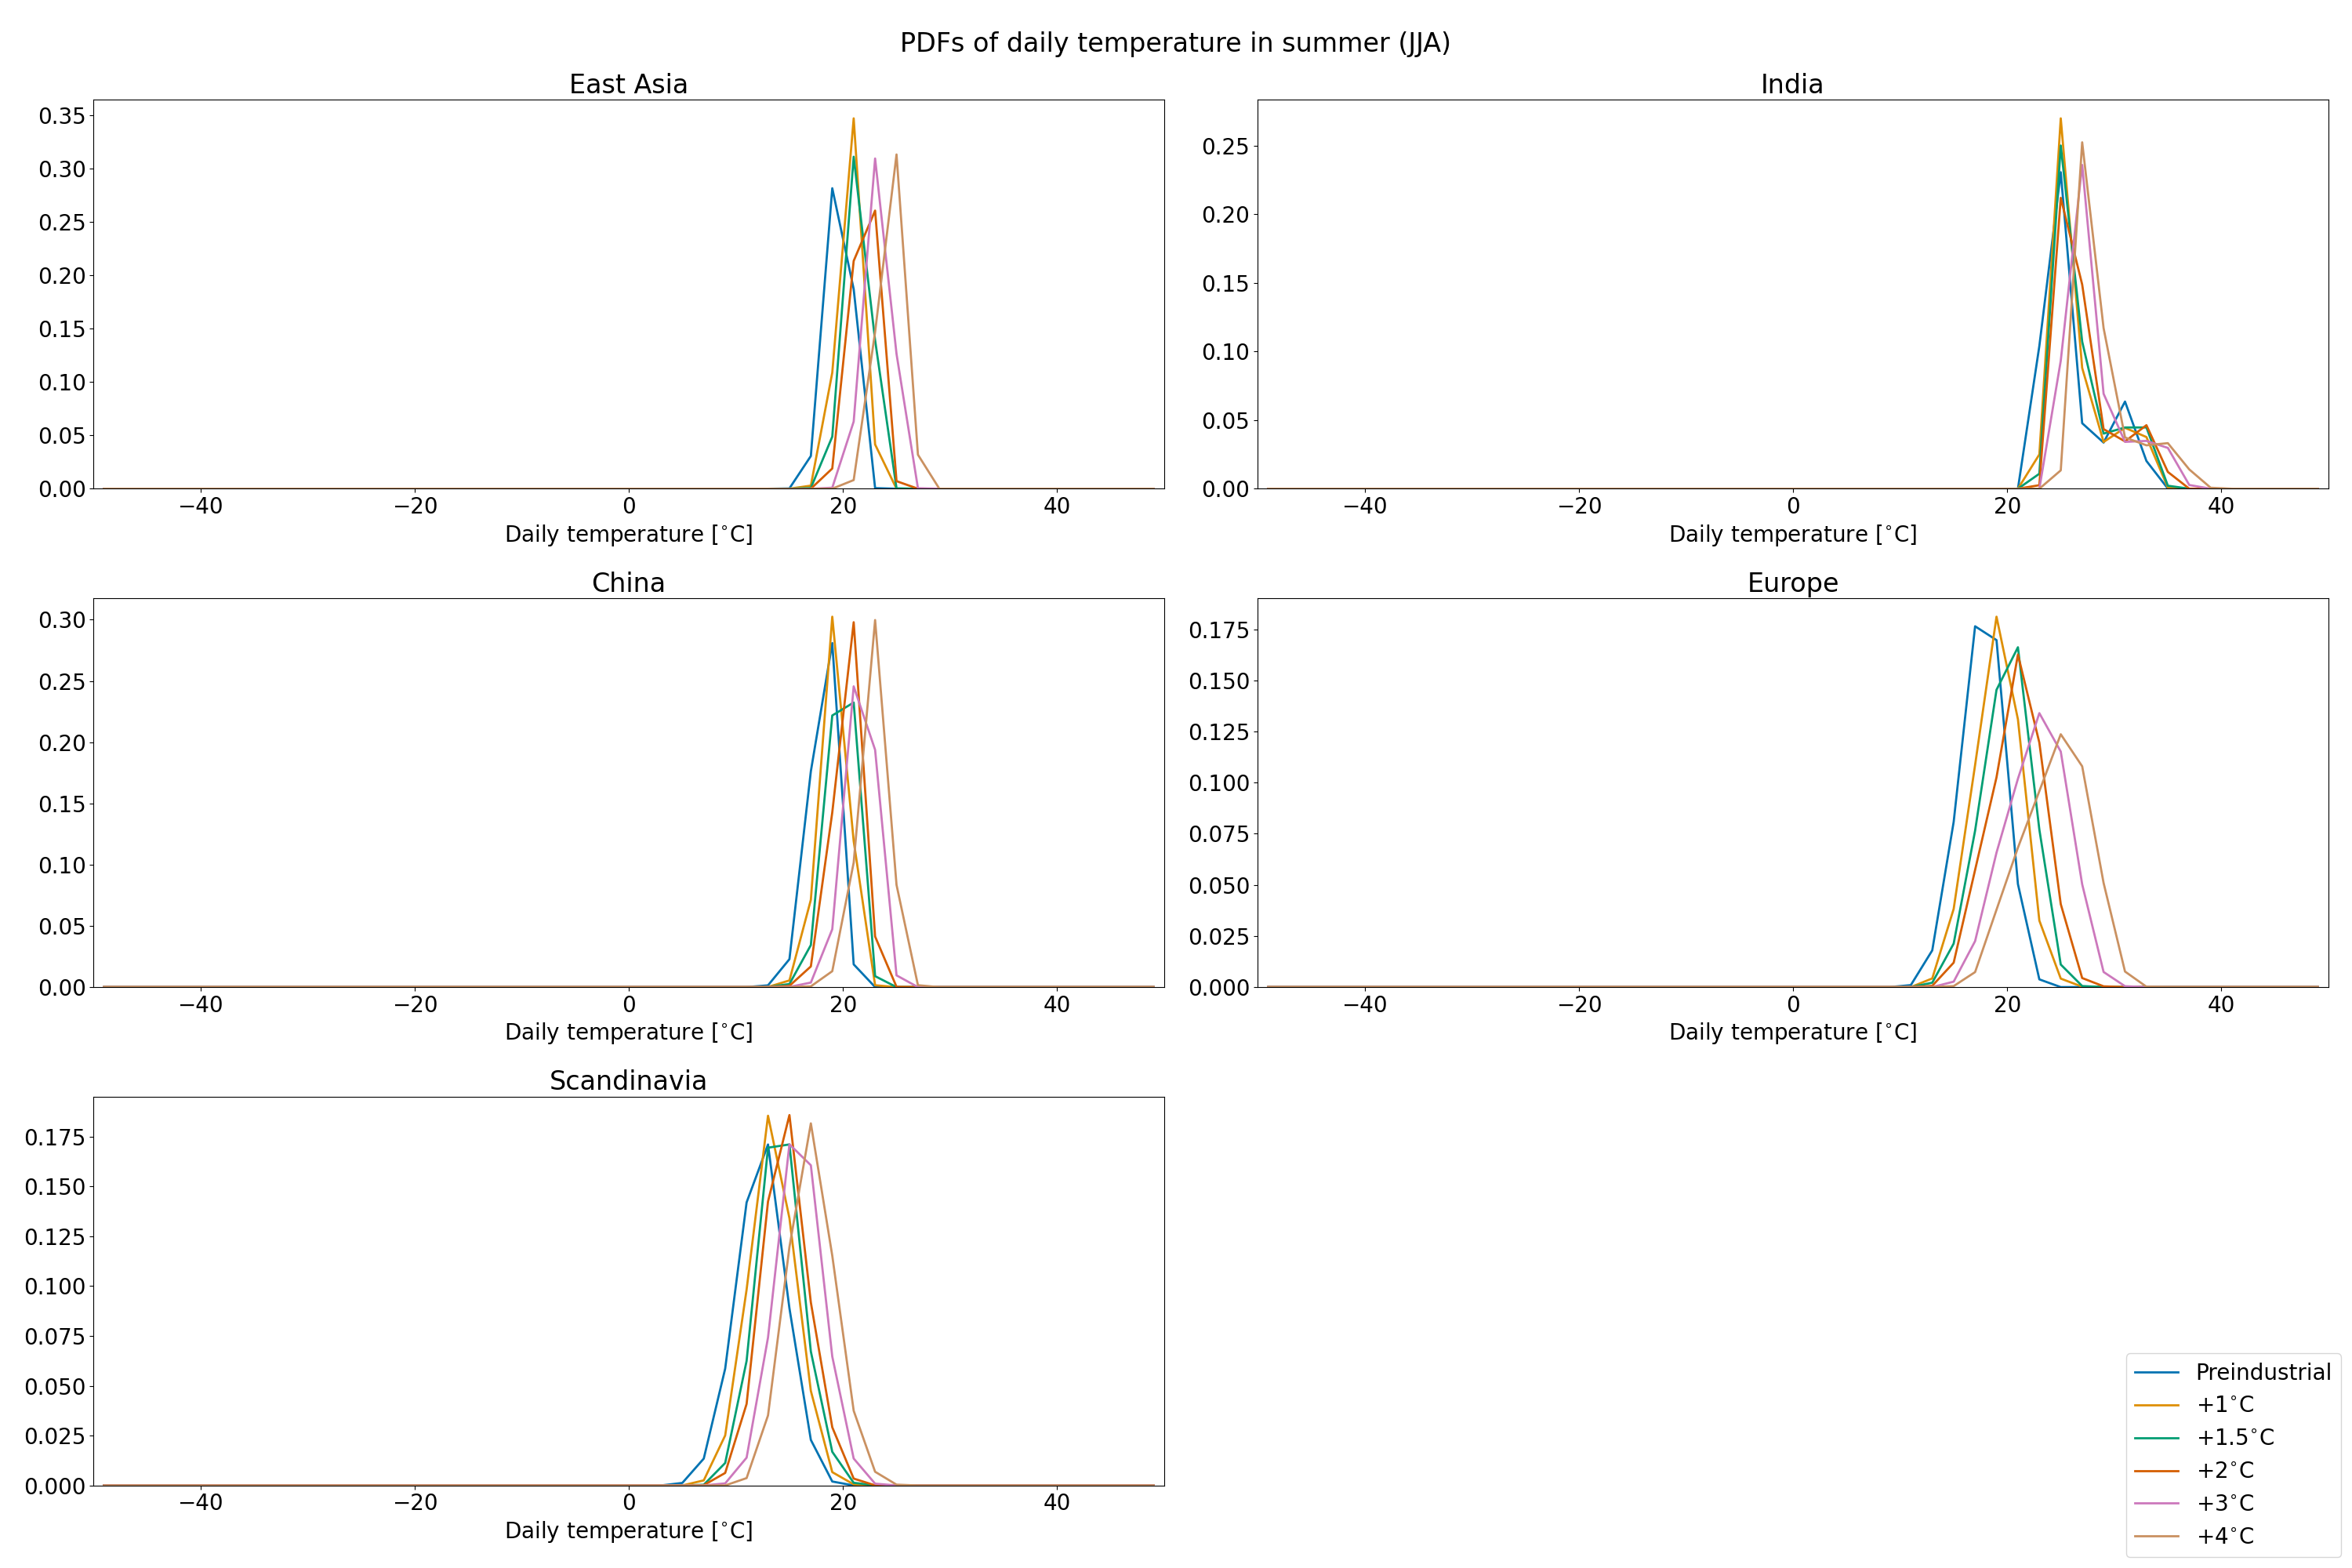 PDFs of daily temperature in summer (JJA)
East Asia
0.35
0.30
0.25
0.20
0.15
0.10
0.05
0.00
−40 −20 0 20 40
Daily temperature [°C]
India
0.25
0.20
0.15
0.10
0.05
0.00
−40 −20 0 20 40
Daily temperature [°C]
China
0.30
0.25
0.20
0.15
0.10
0.05
0.00
−40 −20 0 20 40
Daily temperature [°C]
Europe
0.175
0.150
0.125
0.100
0.075
0.050
0.025
0.000
−40 −20 0 20 40
Daily temperature [°C]
Scandinavia
0.175
0.150
0.125
0.100
0.075
0.050
0.025
0.000
−40 −20 0 20 40
Daily temperature [°C]
Preindustrial
+1°C
+1.5°C
+2°C
+3°C
+4°C